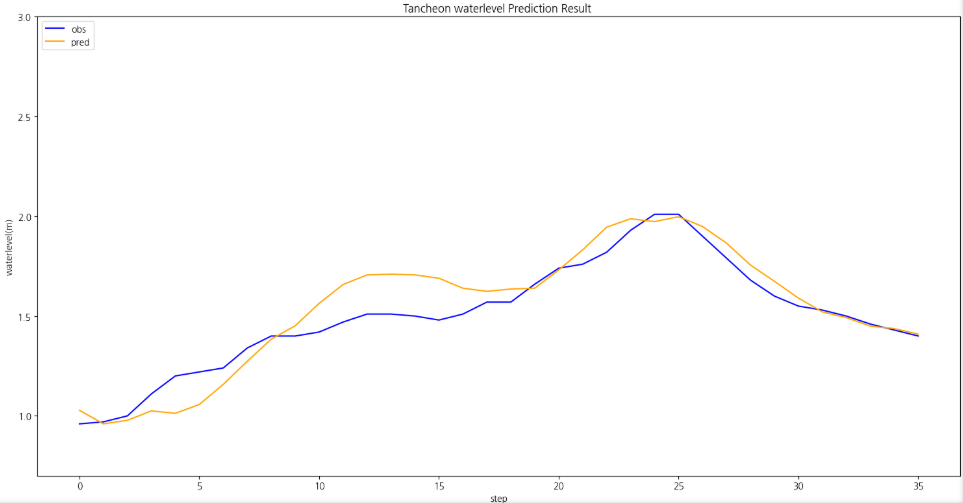 Tancheon waterlevel Prediction Result
obs
pred
3.0
2.5
2.0
1.5
1.0
waterlevel(m)
0 5 10 15 20 25 30 35
step